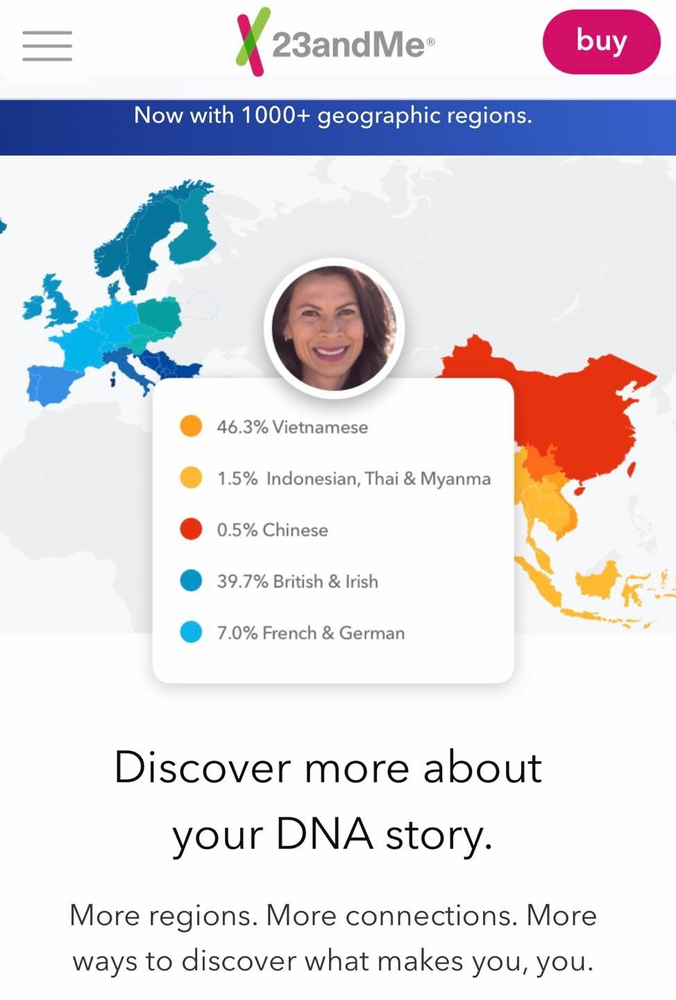 23andMe®
buy
Now with 1000+ geographic regions.
46.3% Vietnamese
1.5% Indonesian, Thai & Myanma
0.5% Chinese
39.7% British & Irish
7.0% French & German
Discover more about
your DNA story.
More regions. More connections. More
ways to discover what makes you, you.